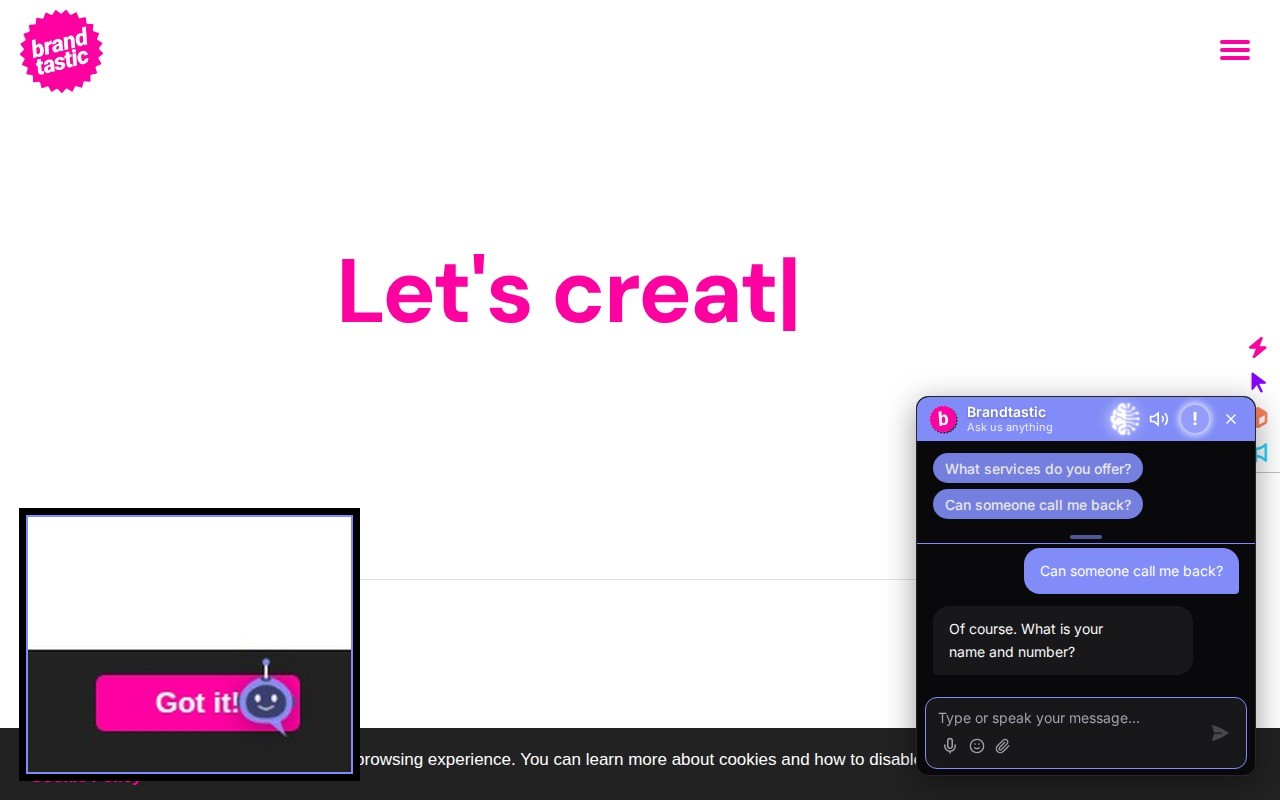 brand
tastic
Let's creat
b
Brandtastic
Ask us anything
!
What services do you offer?
Can someone call me back?
Can someone call me back?
Of course. What is your
name and number?
Type or speak your message...
Got it!
browsing experience. You can learn more about cookies and how to disable